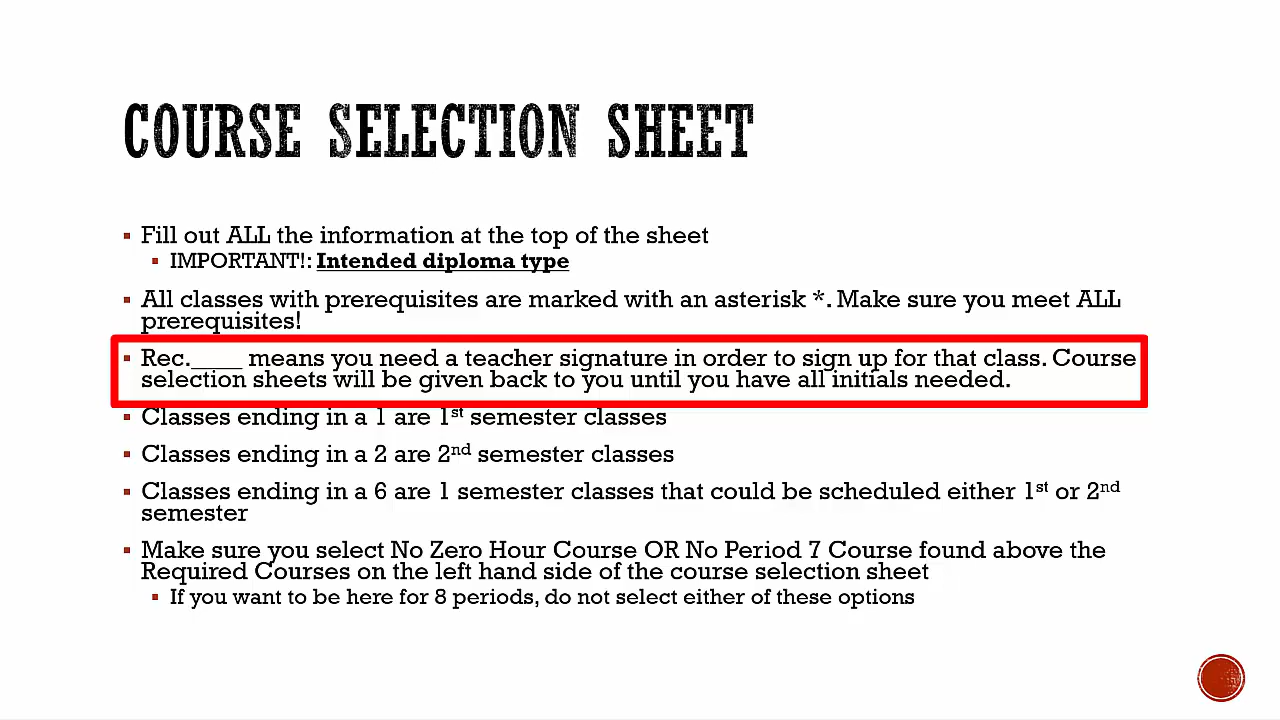 COURSE SELECTION SHEET
▪ Fill out ALL the information at the top of the sheet
▪ IMPORTANT!: Intended diploma type
▪ All classes with prerequisites are marked with an asterisk *. Make sure you meet ALL
prerequisites!
▪ Rec.____ means you need a teacher signature in order to sign up for that class. Course
selection sheets will be given back to you until you have all initials needed.
▪ Classes ending in a 1 are 1st semester classes
▪ Classes ending in a 2 are 2nd semester classes
▪ Classes ending in a 6 are 1 semester classes that could be scheduled either 1st or 2nd
semester
▪ Make sure you select No Zero Hour Course OR No Period 7 Course found above the
Required Courses on the left hand side of the course selection sheet
▪ If you want to be here for 8 periods, do not select either of these options